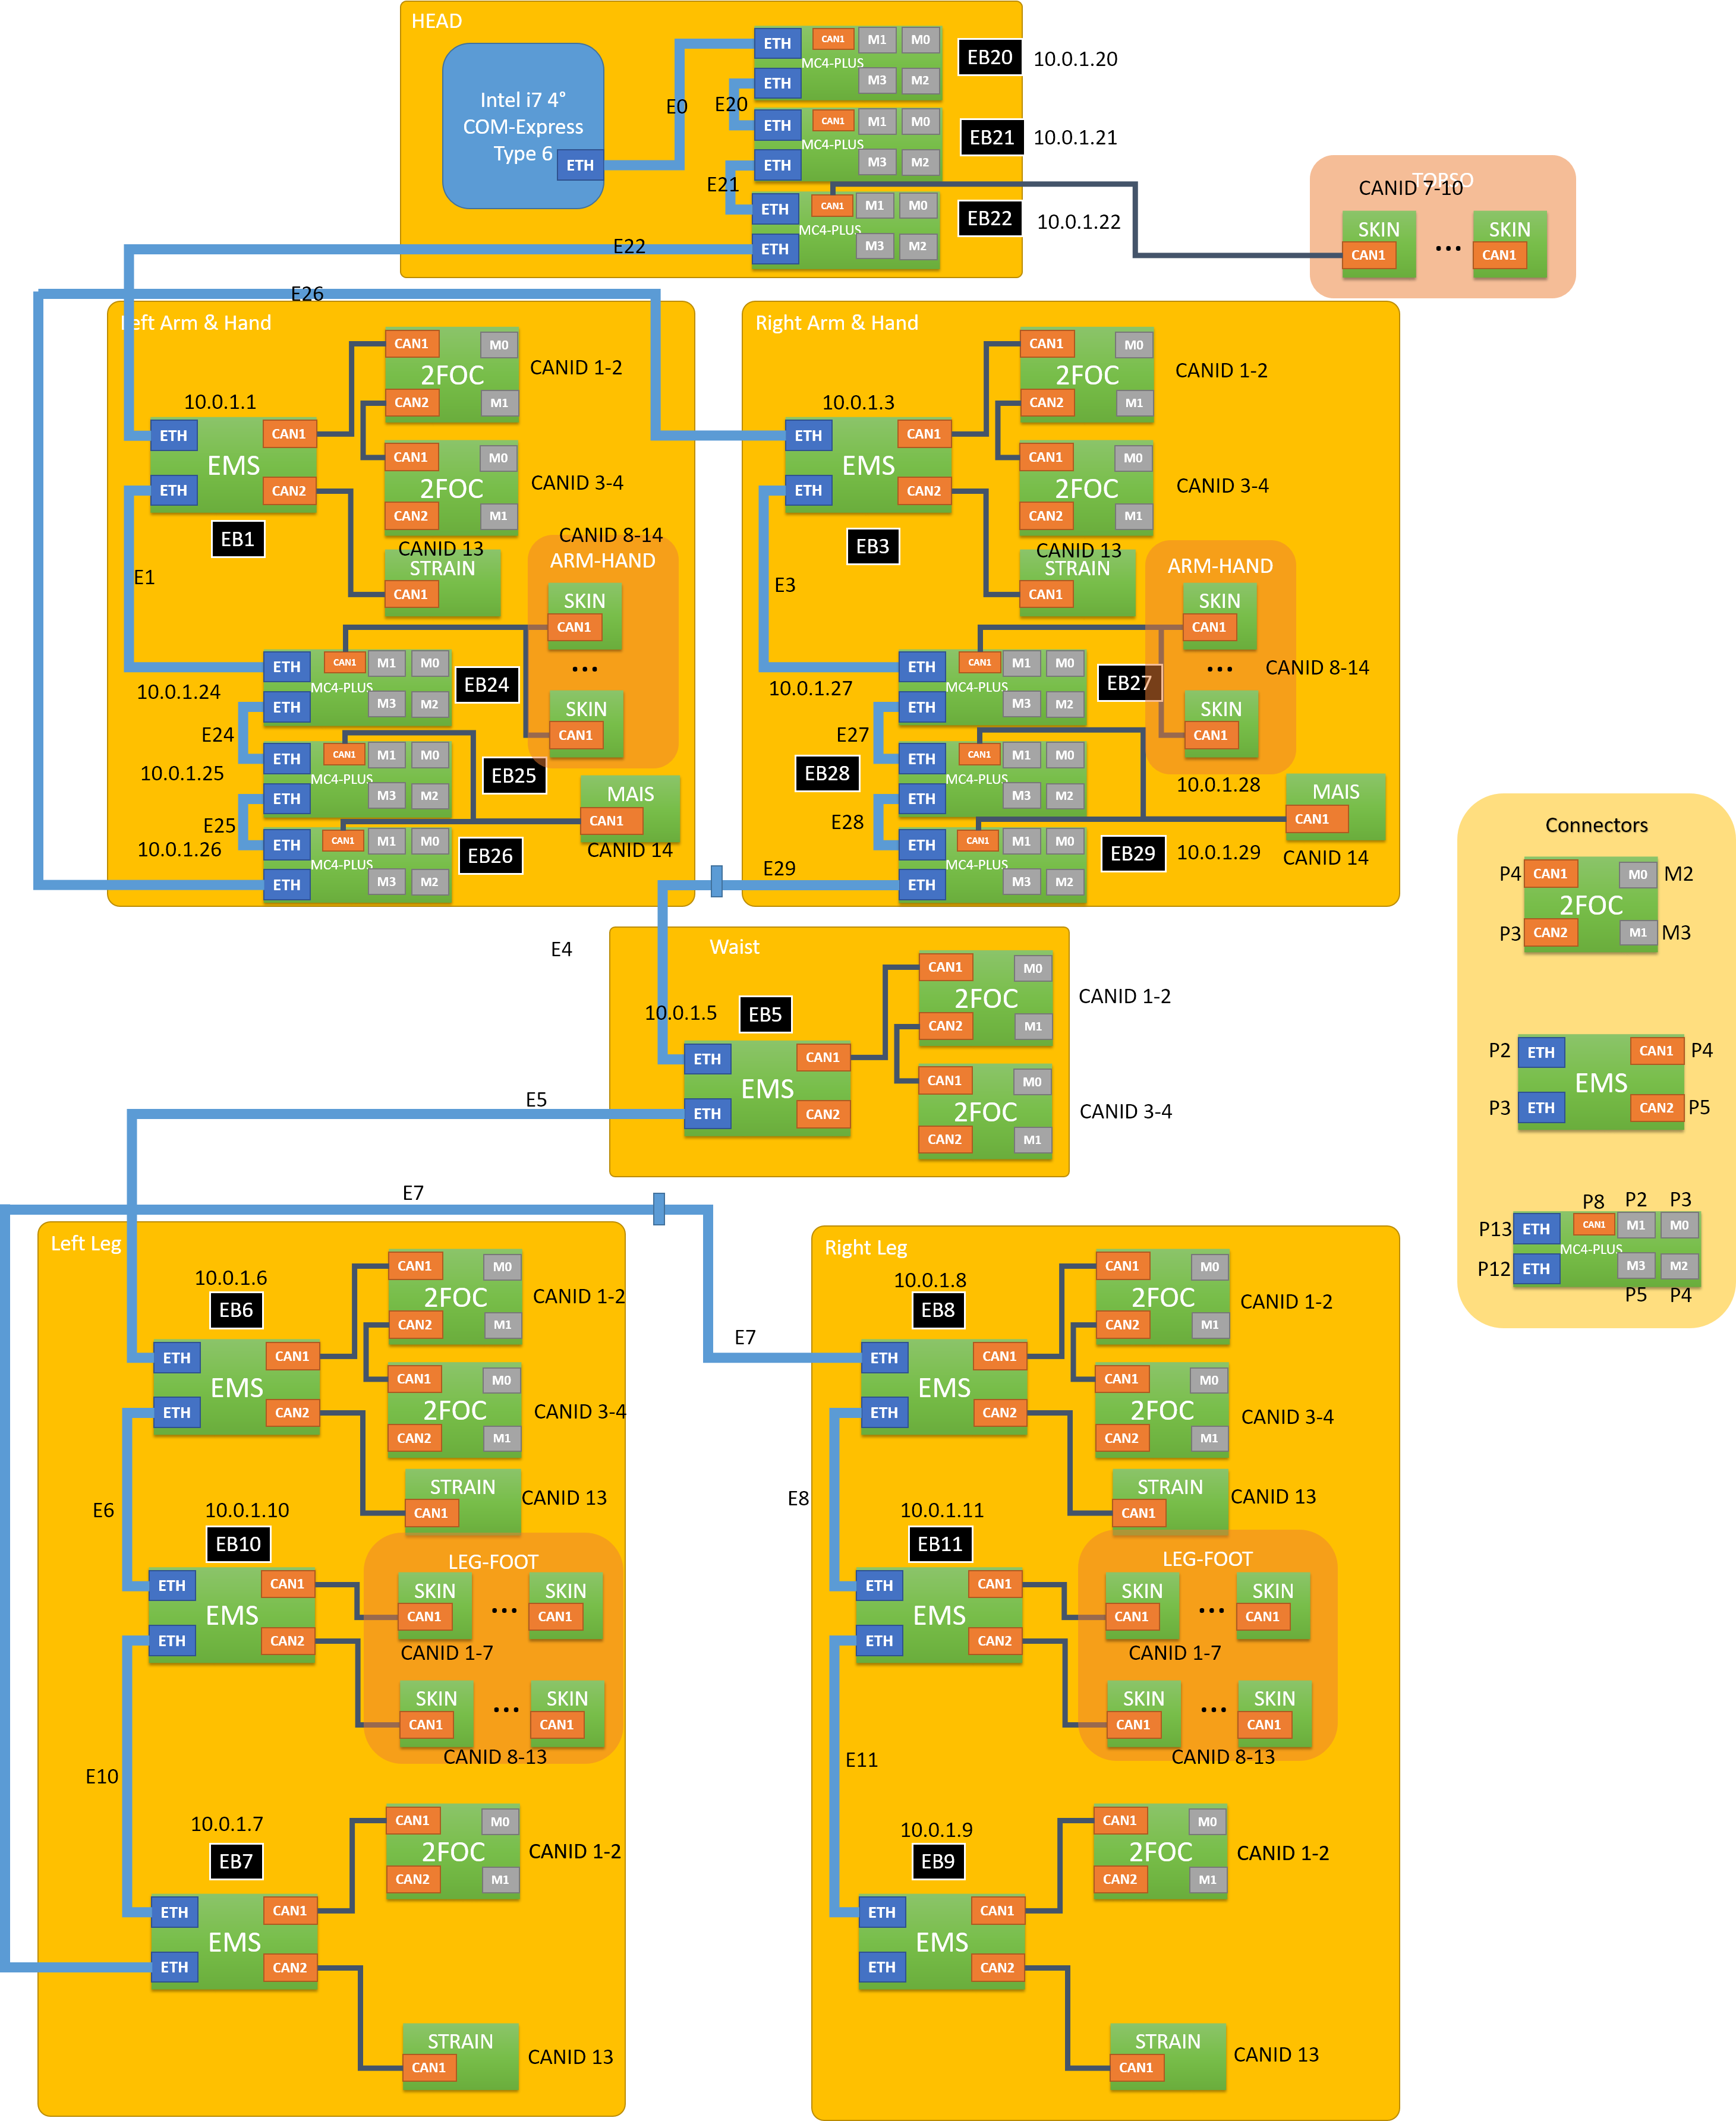 HEAD
Intel i7 4°
COM-Express
Type 6
ETH
E0
E20
E21
E22
ETH
CAN1
M1
M0
MC4-PLUS
ETH
M3
M2
EB20
10.0.1.20
ETH
CAN1
M1
M0
MC4-PLUS
ETH
M3
M2
EB21
10.0.1.21
ETH
CAN1
M1
M0
MC4-PLUS
ETH
M3
M2
EB22
10.0.1.22
TORSO
CANID 7-10
SKIN
CAN1
...
SKIN
CAN1
E26
Left Arm & Hand
10.0.1.1
ETH
CAN1
EMS
ETH
CAN2
EB1
E1
CAN1
M0
2FOC
CAN2
M1
CANID 1-2
CAN1
M0
2FOC
CAN2
M1
CANID 3-4
CANID 13
STRAIN
CAN1
CANID 8-14
ARM-HAND
SKIN
CAN1
...
SKIN
CAN1
ETH
CAN1
M1
M0
MC4-PLUS
ETH
M3
M2
EB24
10.0.1.24
E24
ETH
CAN1
M1
M0
MC4-PLUS
ETH
M3
M2
EB25
10.0.1.25
E25
ETH
CAN1
M1
M0
MC4-PLUS
ETH
M3
M2
EB26
10.0.1.26
MAIS
CAN1
CANID 14
Right Arm & Hand
10.0.1.3
ETH
CAN1
EMS
ETH
CAN2
EB3
E3
CAN1
M0
2FOC
CAN2
M1
CANID 1-2
CAN1
M0
2FOC
CAN2
M1
CANID 3-4
CANID 13
STRAIN
CAN1
ARM-HAND
SKIN
CAN1
...
SKIN
CAN1
CANID 8-14
ETH
CAN1
M1
M0
MC4-PLUS
ETH
M3
M2
EB27
10.0.1.27
E27
ETH
CAN1
M1
M0
MC4-PLUS
ETH
M3
M2
EB28
10.0.1.28
E28
ETH
CAN1
M1
M0
MC4-PLUS
ETH
M3
M2
EB29
10.0.1.29
MAIS
CAN1
CANID 14
E29
E4
Waist
10.0.1.5
EB5
ETH
CAN1
EMS
ETH
CAN2
CAN1
M0
2FOC
CAN2
M1
CANID 1-2
CAN1
M0
2FOC
CAN2
M1
CANID 3-4
E5
Connectors
P4
CAN1
M0
M2
2FOC
P3
CAN2
M1
M3
P2
ETH
CAN1
P4
EMS
P3
ETH
CAN2
P5
P8
P2
P3
P13
ETH
CAN1
M1
M0
MC4-PLUS
P12
ETH
M3
M2
P5
P4
E7
E7
Left Leg
10.0.1.6
EB6
ETH
CAN1
EMS
ETH
CAN2
CAN1
M0
2FOC
CAN2
M1
CANID 1-2
CAN1
M0
2FOC
CAN2
M1
CANID 3-4
STRAIN
CAN1
CANID 13
E6
10.0.1.10
EB10
ETH
CAN1
EMS
ETH
CAN2
LEG-FOOT
SKIN
CAN1
...
SKIN
CAN1
CANID 1-7
SKIN
CAN1
...
SKIN
CAN1
CANID 8-13
E10
10.0.1.7
EB7
ETH
CAN1
EMS
ETH
CAN2
CAN1
M0
2FOC
CAN2
M1
CANID 1-2
STRAIN
CAN1
CANID 13
Right Leg
10.0.1.8
EB8
ETH
CAN1
EMS
ETH
CAN2
CAN1
M0
2FOC
CAN2
M1
CANID 1-2
CAN1
M0
2FOC
CAN2
M1
CANID 3-4
STRAIN
CAN1
CANID 13
E8
10.0.1.11
EB11
ETH
CAN1
EMS
ETH
CAN2
LEG-FOOT
SKIN
CAN1
...
SKIN
CAN1
CANID 1-7
SKIN
CAN1
...
SKIN
CAN1
CANID 8-13
E11
10.0.1.9
EB9
ETH
CAN1
EMS
ETH
CAN2
CAN1
M0
2FOC
CAN2
M1
CANID 1-2
STRAIN
CAN1
CANID 13